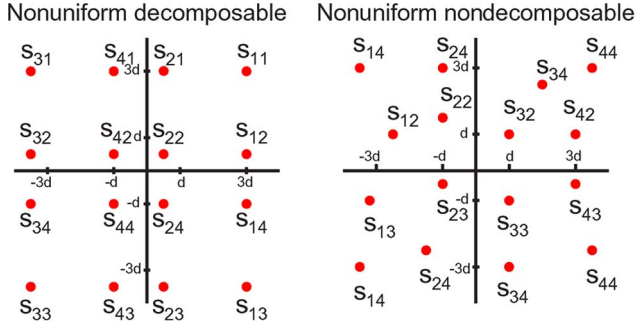 Nonuniform decomposable
Nonuniform nondecomposable
S31 S41 S21 S11
3d
S32 S42 S22 S12
d
-3d -d d 3d
-d
S34 S44 S24 S14
-3d
S33 S43 S23 S13
S14 S24 S44
3d S34
S22
S12 S32 S42
d
-3d -d d 3d
-d S23 S43
S13 S33
S24 -3d S44
S14 S34